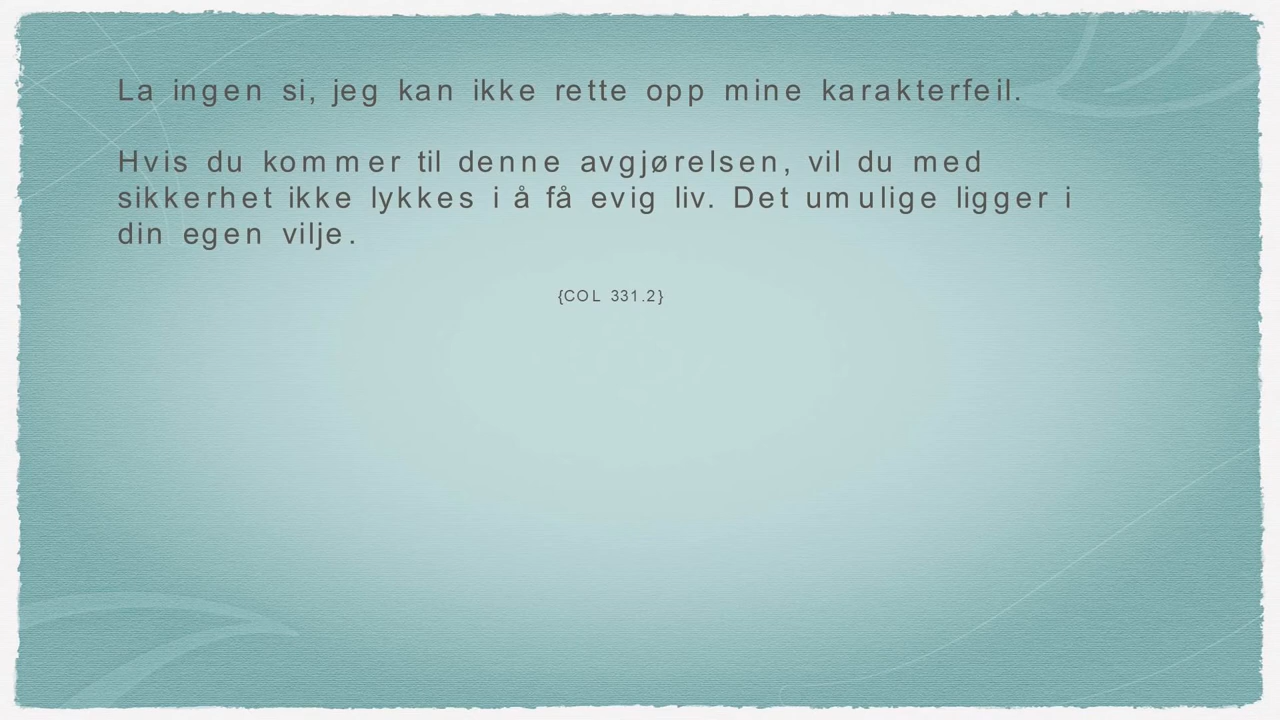 La ingen si, jeg kan ikke rette opp mine karakterfeil.
Hvis du kommer til denne avgjørelsen, vil du med
sikkerhet ikke lykkes i å få evig liv. Det umulige ligger i
din egen vilje.
{COL 331.2}